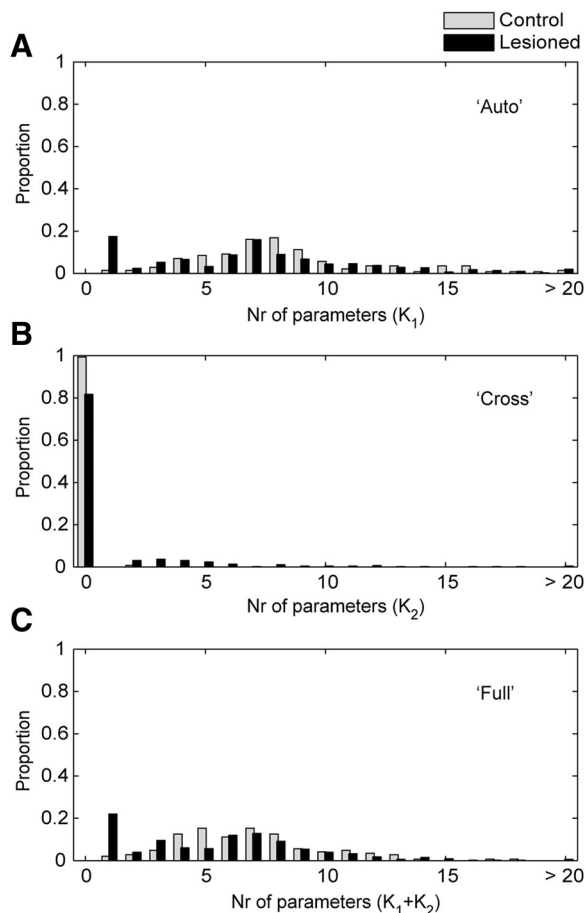 Control
Lesioned
A
1
0.8
0.6
0.4
0.2
0
Proportion
'Auto'
0 5 10 15 > 20
Nr of parameters (K1)
B
1
0.8
0.6
0.4
0.2
0
Proportion
'Cross'
0 5 10 15 > 20
Nr of parameters (K2)
C
1
0.8
0.6
0.4
0.2
0
Proportion
'Full'
0 5 10 15 > 20
Nr of parameters (K1+K2)